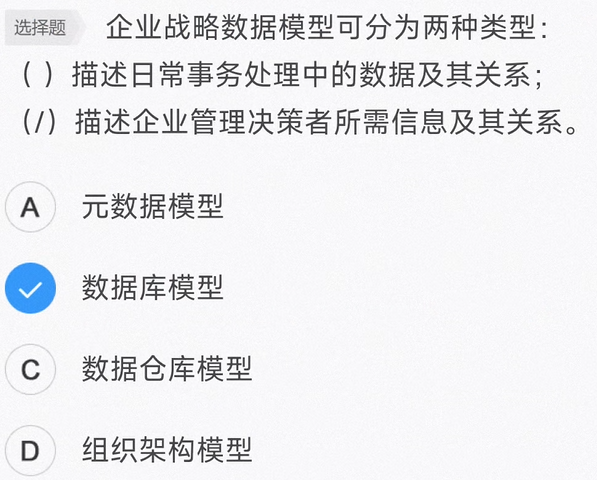 选择题 企业战略数据模型可分为两种类型：
（ ）描述日常事务处理中的数据及其关系；
（/）描述企业管理决策者所需信息及其关系。
A 元数据模型
数据库模型
C 数据仓库模型
D 组织架构模型